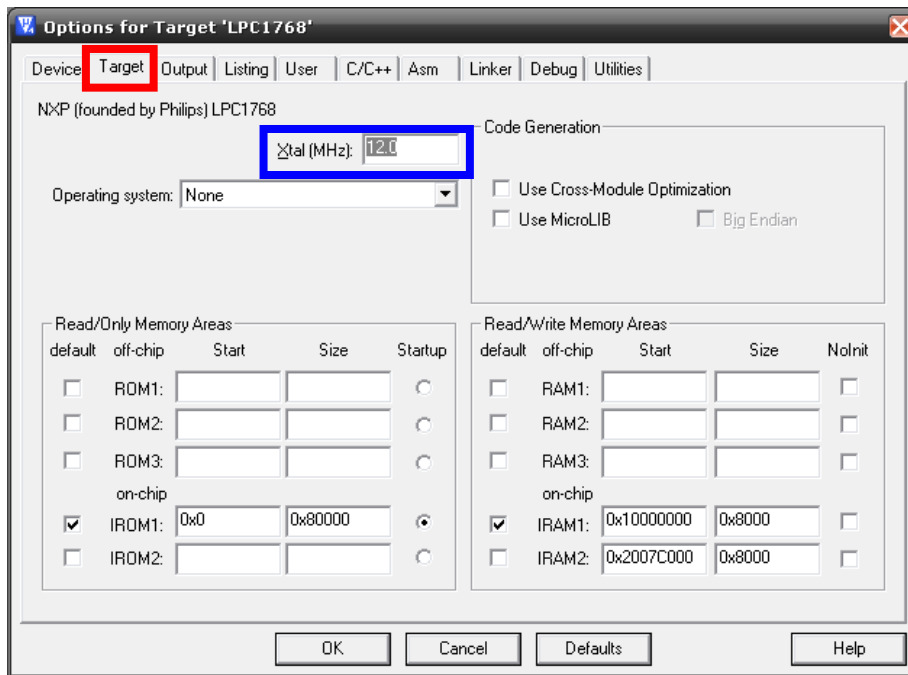 Options for Target 'LPC1768'
Device Target Output Listing User C/C++ Asm Linker Debug Utilities
NXP (founded by Philips) LPC1768
Xtal (MHz): 12.0
Operating system: None
Code Generation
Use Cross-Module Optimization
Use MicroLIB Big Endian
Read/Only Memory Areas
default off-chip Start Size Startup
ROM1:
ROM2:
ROM3:
on-chip
IROM1: 0x0 0x80000
IROM2:
Read/Write Memory Areas
default off-chip Start Size NoInit
RAM1:
RAM2:
RAM3:
on-chip
IRAM1: 0x10000000 0x8000
IRAM2: 0x2007C000 0x8000
OK Cancel Defaults Help